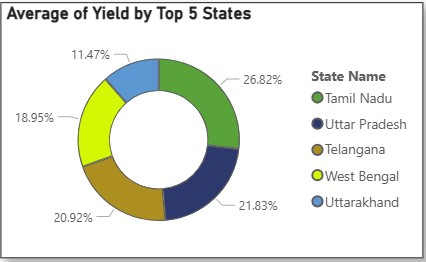 Average of Yield by Top 5 States
11.47%
26.82%
18.95%
20.92%
21.83%
State Name
Tamil Nadu
Uttar Pradesh
Telangana
West Bengal
Uttarakhand